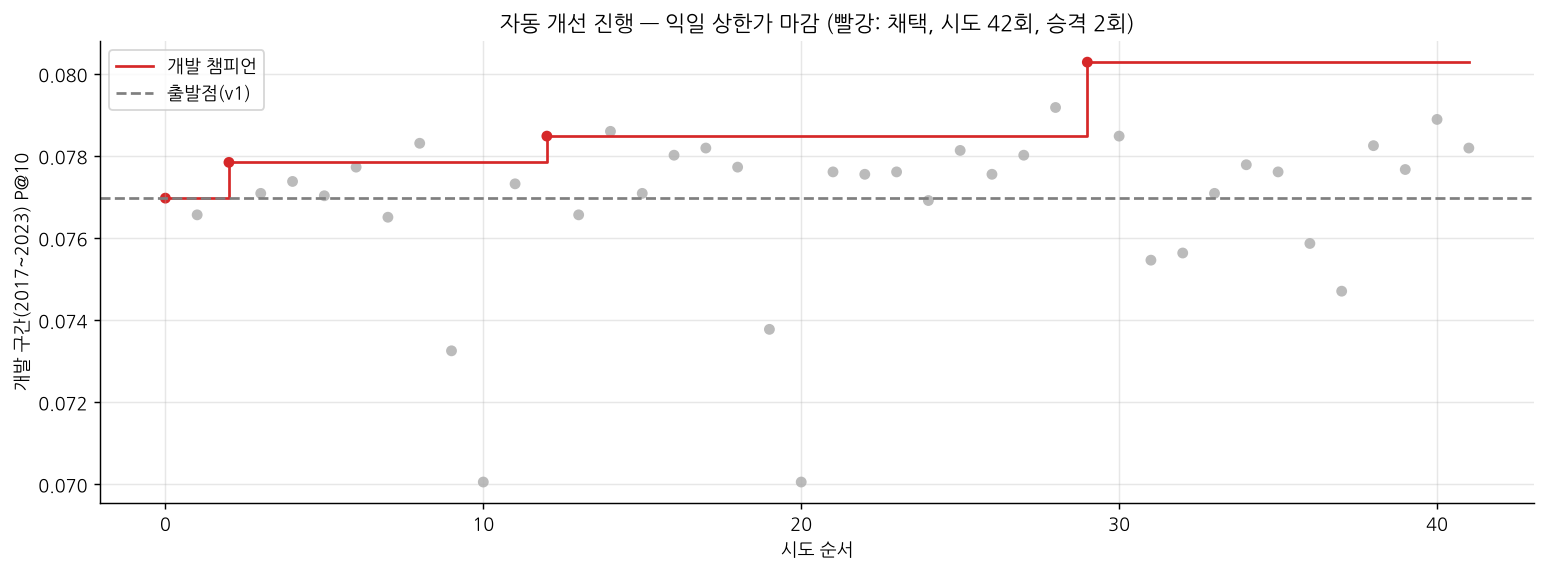 자동 개선 진행 — 익일 상한가 마감 (빨강: 채택, 시도 42회, 승격 2회)
개발 챔피언
출발점(v1)
개발 구간(2017~2023) P@10
0.080
0.078
0.076
0.074
0.072
0.070
0
10
20
30
40
시도 순서